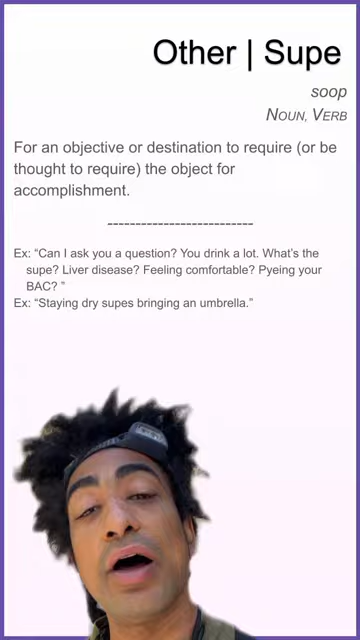 Other | Supe
soop
Noun, Verb
For an objective or destination to require (or be
thought to require) the object for
accomplishment.
--------------------------
Ex: “Can I ask you a question? You drink a lot. What's the
supe? Liver disease? Feeling comfortable? Pyeing your
BAC? ”
Ex: “Staying dry supes bringing an umbrella.”